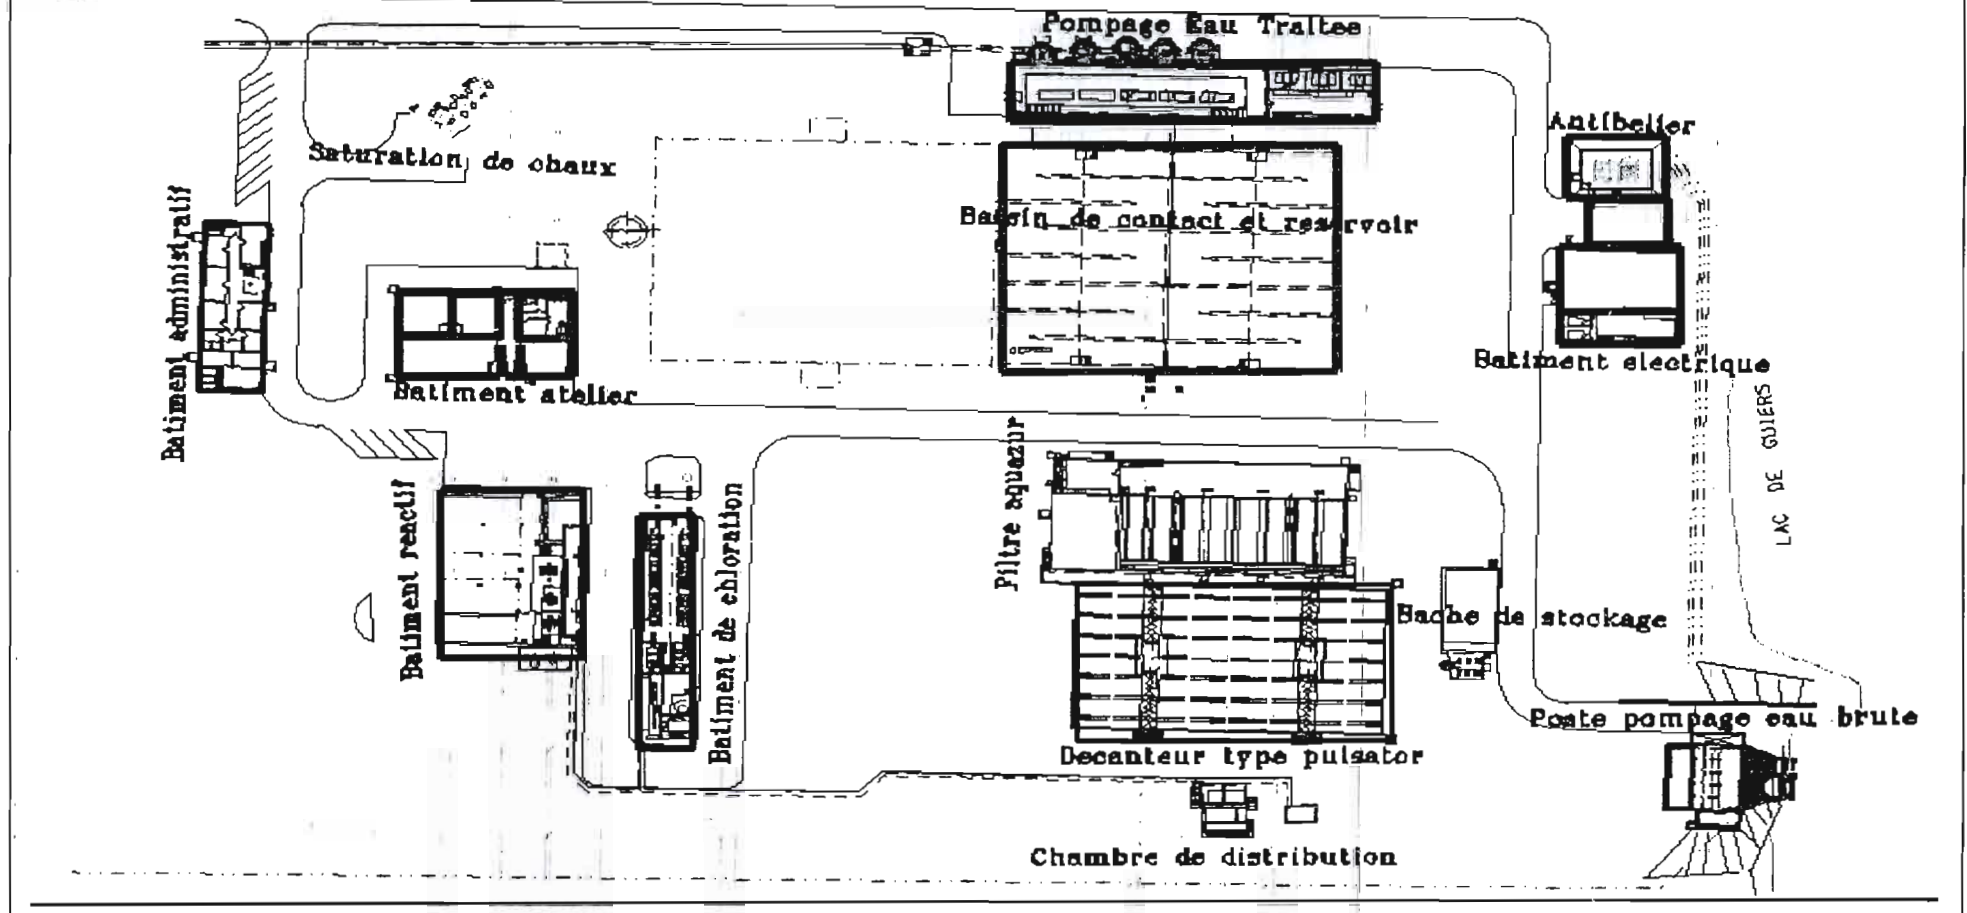 Pompage Eau Traites
Antibelier
Saturation de chaux
Batiment administratif
Bassin de contact et reservoir
Batiment electrique
Batiment atelier
LAC DE GUIERS
Filtre aquazur
Batiment reactif
Batiment de chloration
Bache de stockage
Poste pompage eau brute
Decanteur type pulsator
Chambre de distribution